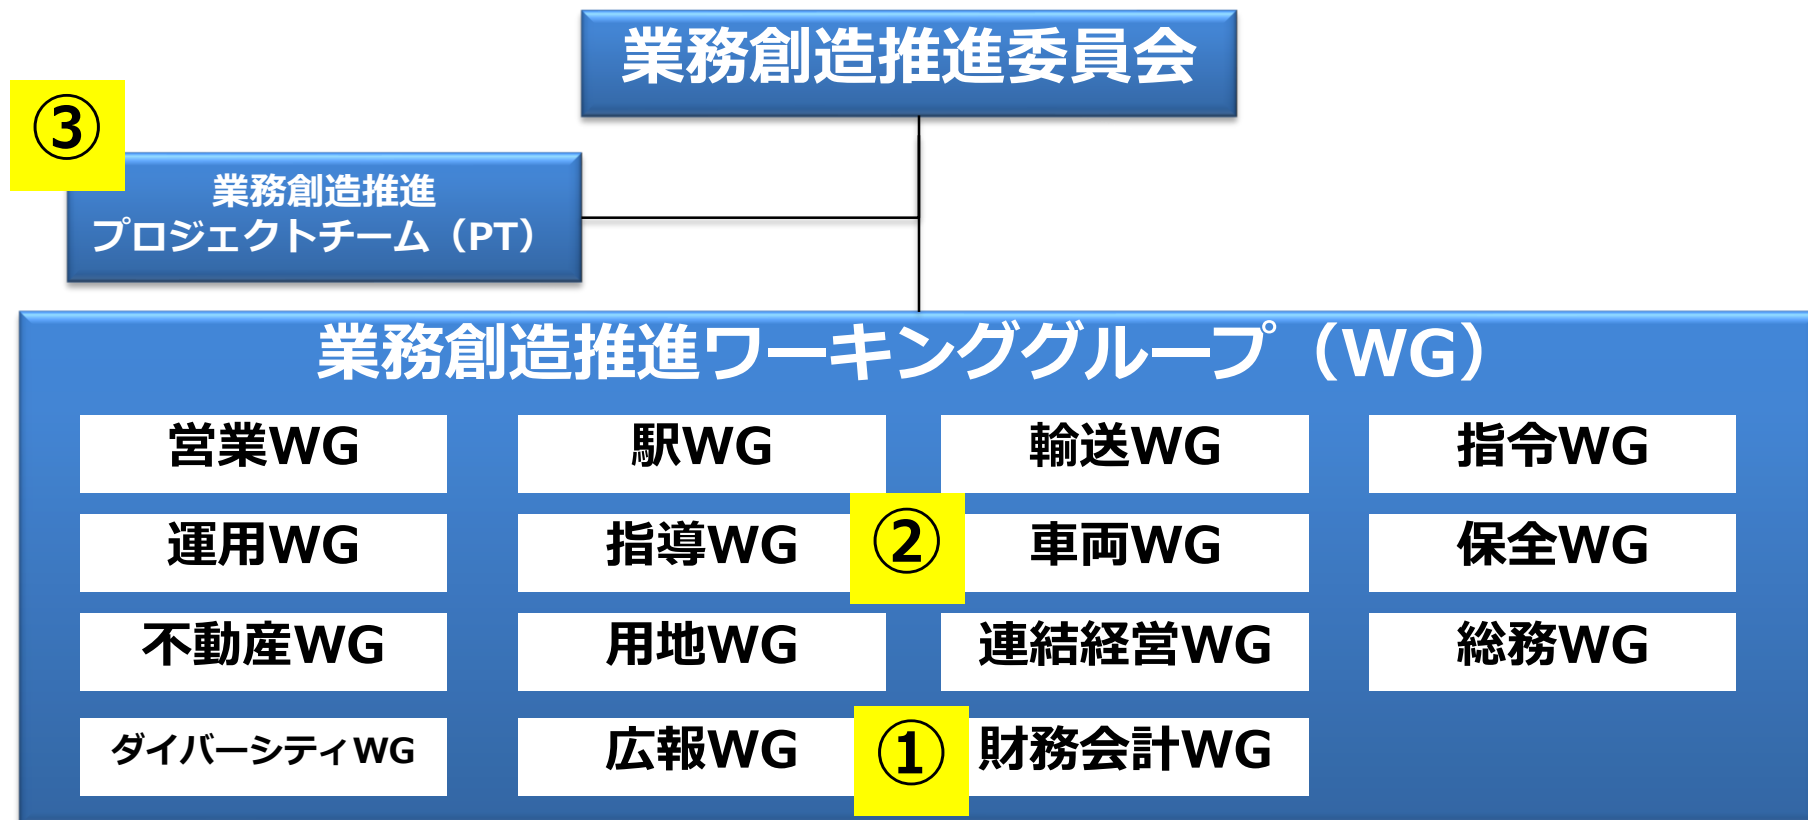 業務創造推進委員会
③
業務創造推進
プロジェクトチーム（PT）
業務創造推進ワーキンググループ（WG）
営業WG
駅WG
輸送WG
指令WG
運用WG
指導WG
②
車両WG
保全WG
不動産WG
用地WG
連結経営WG
総務WG
ダイバーシティWG
広報WG
①
財務会計WG